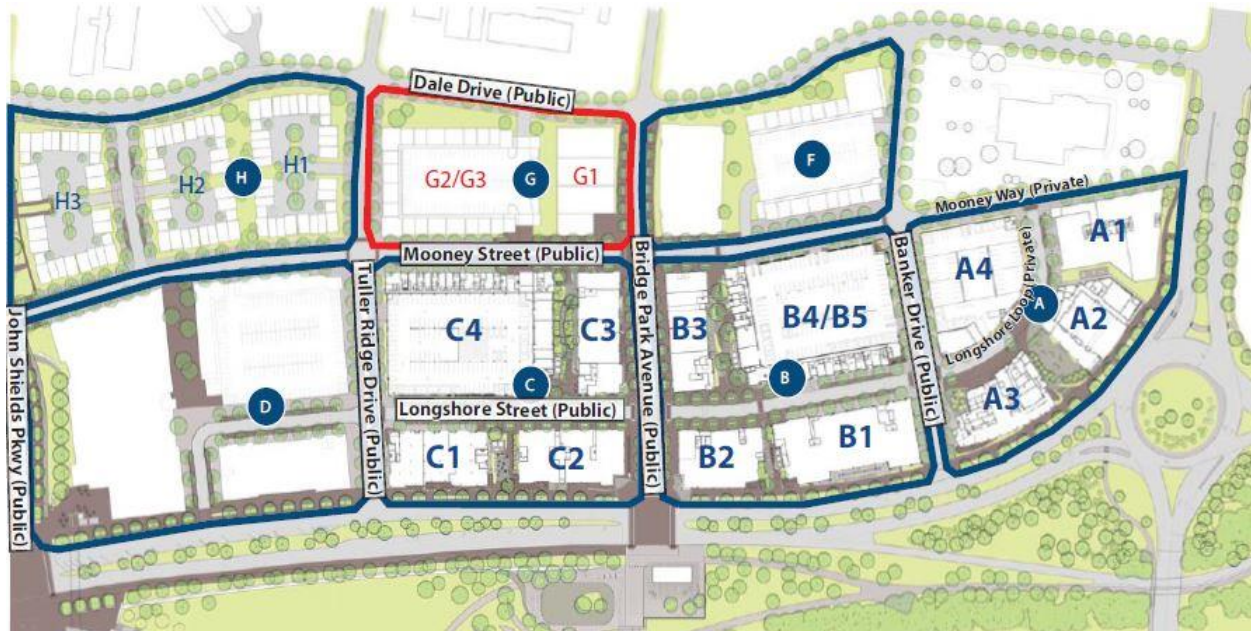 Dale Drive (Public)
F
H1
H
H2
H3
G2/G3
G
G1
Mooney Way (Private)
Mooney Street (Public)
A1
A4
Longshore Loop (Private)
A
A2
A3
John Shields Pkwy (Public)
Tuller Ridge Drive (Public)
Bridge Park Avenue (Public)
Banker Drive (Public)
C4
C3
B3
B4/B5
D
C
B
Longshore Street (Public)
C1
C2
B2
B1